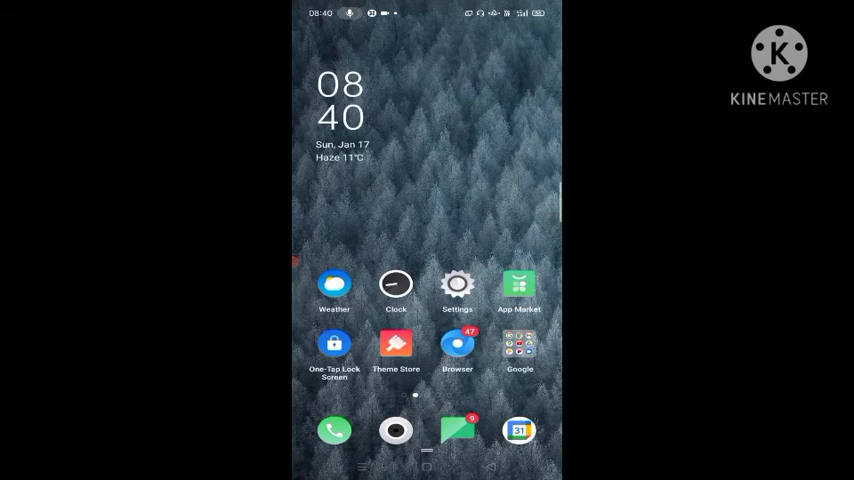 08:40
56
08
40
Sun, Jan 17
Haze 11°C
K
KINEMASTER
Weather
Clock
Settings
App Market
47
One-Tap Lock
Screen
Theme Store
Browser
Google
9
31